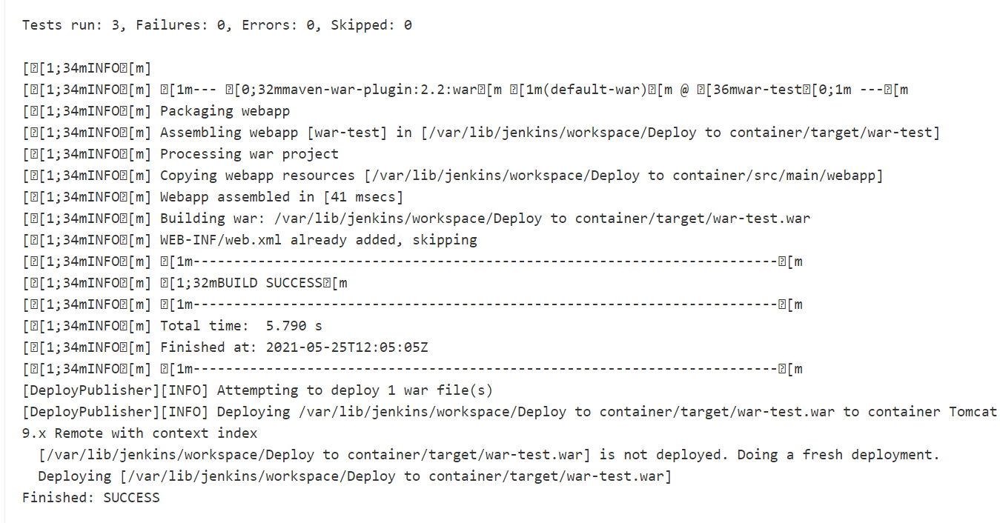 Tests run: 3, Failures: 0, Errors: 0, Skipped: 0
[[1;34mINFO[m]
[[1;34mINFO[m] [1m--- [0;32mmaven-war-plugin:2.2:war[m [1m(default-war)[m @ [36mwar-test[0;1m ---[m
[[1;34mINFO[m] Packaging webapp
[[1;34mINFO[m] Assembling webapp [war-test] in [/var/lib/jenkins/workspace/Deploy to container/target/war-test]
[[1;34mINFO[m] Processing war project
[[1;34mINFO[m] Copying webapp resources [/var/lib/jenkins/workspace/Deploy to container/src/main/webapp]
[[1;34mINFO[m] Webapp assembled in [41 msecs]
[[1;34mINFO[m] Building war: /var/lib/jenkins/workspace/Deploy to container/target/war-test.war
[[1;34mINFO[m] WEB-INF/web.xml already added, skipping
[[1;34mINFO[m] [1m------------------------------------------------------------------------[m
[[1;34mINFO[m] [1;32mBUILD SUCCESS[m
[[1;34mINFO[m] [1m------------------------------------------------------------------------[m
[[1;34mINFO[m] Total time:  5.790 s
[[1;34mINFO[m] Finished at: 2021-05-25T12:05:05Z
[[1;34mINFO[m] [1m------------------------------------------------------------------------[m
[DeployPublisher][INFO] Attempting to deploy 1 war file(s)
[DeployPublisher][INFO] Deploying /var/lib/jenkins/workspace/Deploy to container/target/war-test.war to container Tomcat
9.x Remote with context index
[/var/lib/jenkins/workspace/Deploy to container/target/war-test.war] is not deployed. Doing a fresh deployment.
Deploying [/var/lib/jenkins/workspace/Deploy to container/target/war-test.war]
Finished: SUCCESS